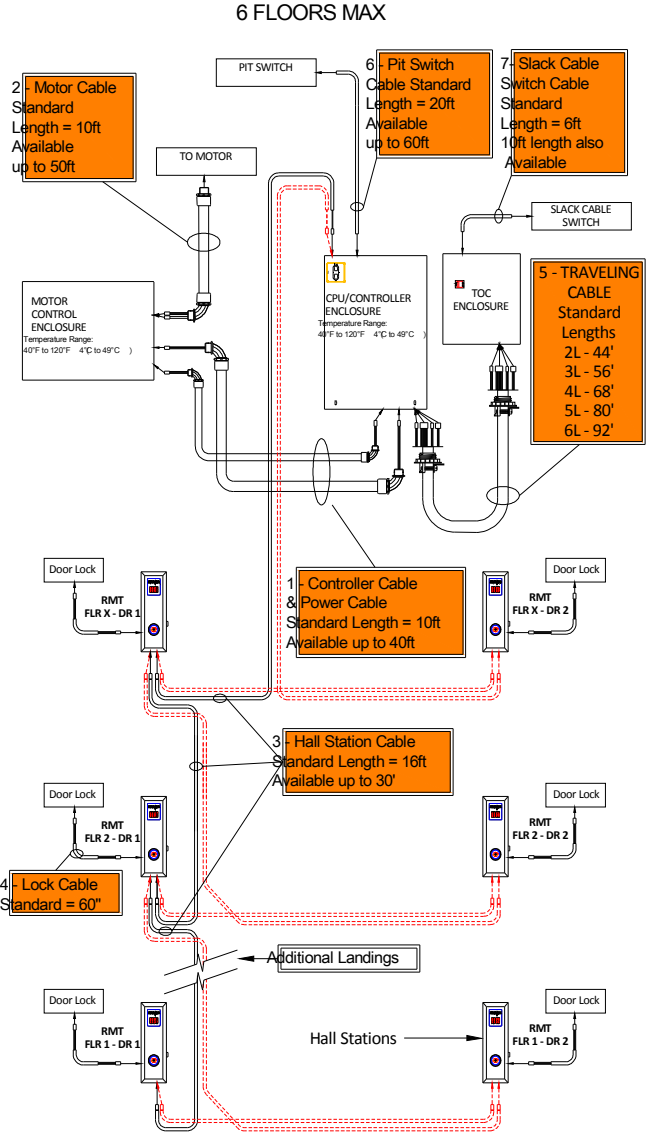 6 FLOORS MAX
2 - Motor Cable
Standard
Length = 10ft
Available
up to 50ft
PIT SWITCH
6 - Pit Switch
Cable Standard
Length = 20ft
Available
up to 60ft
7- Slack Cable
Switch Cable
Standard
Length = 6ft
10ft length also
Available
TO MOTOR
SLACK CABLE
SWITCH
MOTOR
CONTROL
ENCLOSURE
Temperature Range:
40°F to 120°F 4°C to 49°C )
CPU/CONTROLLER
ENCLOSURE
Temperature Range:
40°F to 120°F 4°C to 49°C )
TOC
ENCLOSURE
5 - TRAVELING
CABLE
Standard
Lengths
2L - 44'
3L - 56'
4L - 68'
5L - 80'
6L - 92'
1 - Controller Cable
& Power Cable
Standard Length = 10ft
Available up to 40ft
Door Lock
RMT
FLR X - DR 1
Door Lock
RMT
FLR X - DR 2
3 - Hall Station Cable
Standard Length = 16ft
Available up to 30'
Door Lock
RMT
FLR 2 - DR 1
Door Lock
RMT
FLR 2 - DR 2
4 - Lock Cable
Standard = 60"
Additional Landings
Door Lock
RMT
FLR 1 - DR 1
Hall Stations
Door Lock
RMT
FLR 1 - DR 2